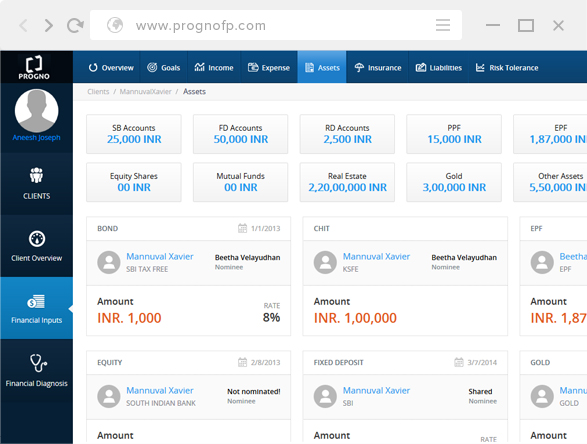 www.prognofp.com
PROGNO
Overview
Goals
Income
Expense
Assets
Insurance
Liabilities
Risk Tolerance
Clients / MannuvalXavier / Assets
Aneesh Joseph
CLIENTS
Client Overview
Financial Inputs
Financial Diagnosis
SB Accounts
25,000 INR
FD Accounts
50,000 INR
RD Accounts
2,500 INR
PPF
15,000 INR
EPF
1,87,000 IN
Equity Shares
00 INR
Mutual Funds
00 INR
Real Estate
2,20,00,000 INR
Gold
3,00,000 INR
Other Assets
5,50,000 IN
BOND
1/1/2013
Mannuval Xavier
SBI TAX FREE
Beetha Velayudhan
Nominee
Amount
INR. 1,000
RATE
8%
CHIT
Mannuval Xavier
KSFE
Beetha Velayudhan
Nominee
Amount
INR. 1,00,000
EPF
Beetha
EPF
Amount
INR. 1,87
EQUITY
2/8/2013
Mannuval Xavier
SOUTH INDIAN BANK
Not nominated!
Nominee
Amount
FIXED DEPOSIT
3/7/2014
Mannuval Xavier
SBI
Shared
Nominee
Amount
RATE
GOLD
Mannu
GOLD
Amount